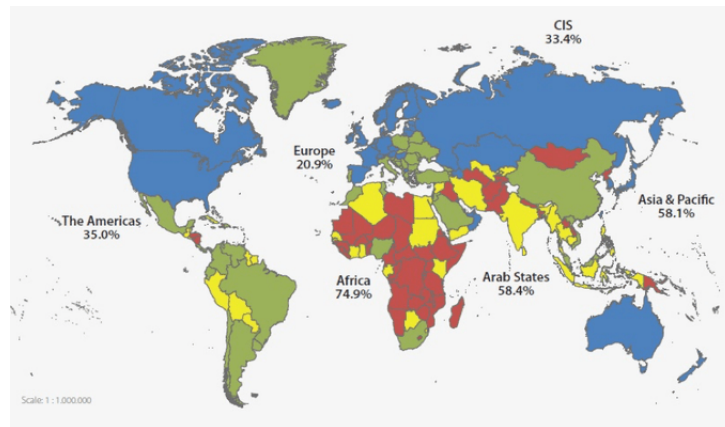 CIS
33.4%
Europe
20.9%
The Americas
35.0%
Asia & Pacific
58.1%
Africa
74.9%
Arab States
58.4%
Scale: 1 : 1.000.000